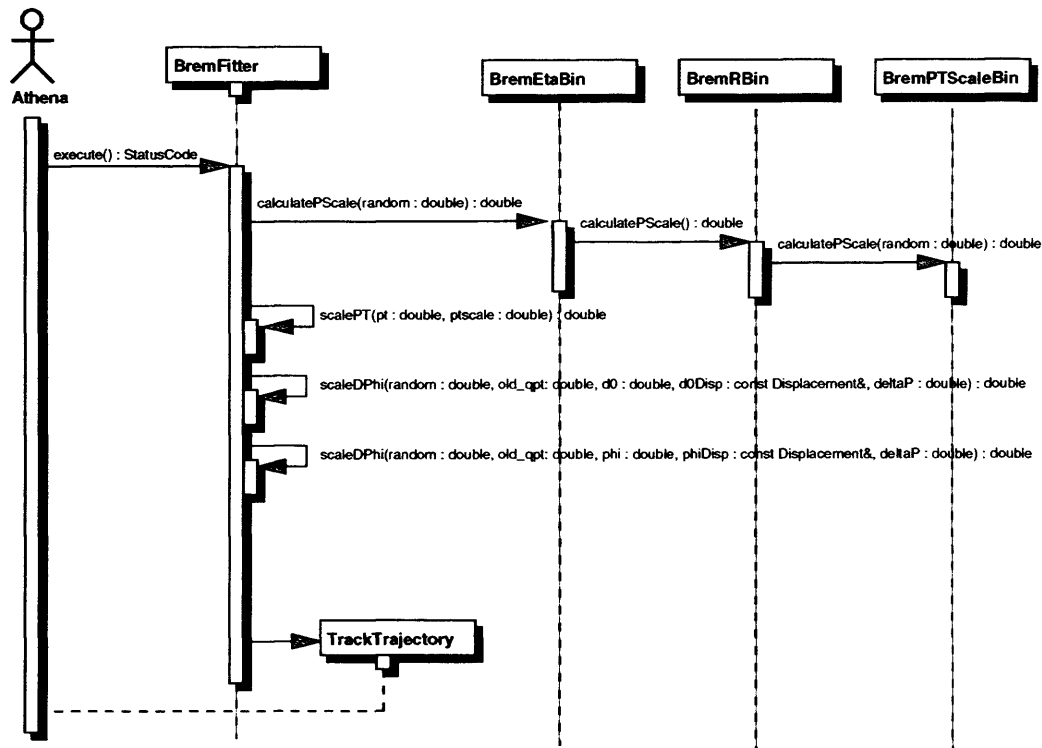 Athena
BremFitter
BremEtaBin
BremRBin
BremPTScaleBin
execute() : StatusCode
calculatePScale(random : double) : double
calculatePScale() : double
calculatePScale(random : double) : double
scalePT(pt : double, ptscale : double) : double
scaleDPhi(random : double, old_qpt: double, d0 : double, d0Disp : const Displacement&, deltaP : double) : double
scaleDPhi(random : double, old_qpt: double, phi : double, phiDisp : const Displacement&, deltaP : double) : double
TrackTrajectory